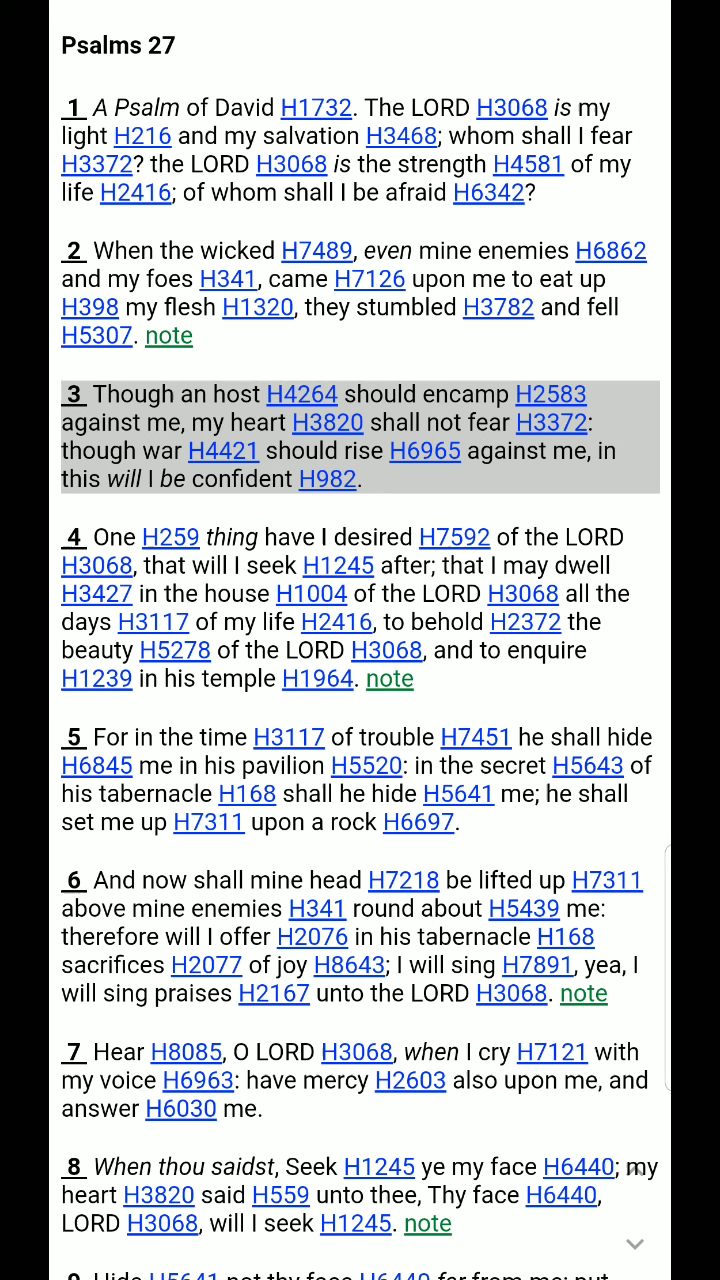 Psalms 27
1 A Psalm of David H1732. The LORD H3068 is my
light H216 and my salvation H3468; whom shall I fear
H3372? the LORD H3068 is the strength H4581 of my
life H2416; of whom shall I be afraid H6342?
2 When the wicked H7489, even mine enemies H6862
and my foes H341, came H7126 upon me to eat up
H398 my flesh H1320, they stumbled H3782 and fell
H5307. note
3 Though an host H4264 should encamp H2583
against me, my heart H3820 shall not fear H3372:
though war H4421 should rise H6965 against me, in
this will I be confident H982.
4 One H259 thing have I desired H7592 of the LORD
H3068, that will I seek H1245 after; that I may dwell
H3427 in the house H1004 of the LORD H3068 all the
days H3117 of my life H2416, to behold H2372 the
beauty H5278 of the LORD H3068, and to enquire
H1239 in his temple H1964. note
5 For in the time H3117 of trouble H7451 he shall hide
H6845 me in his pavilion H5520: in the secret H5643 of
his tabernacle H168 shall he hide H5641 me; he shall
set me up H7311 upon a rock H6697.
6 And now shall mine head H7218 be lifted up H7311
above mine enemies H341 round about H5439 me:
therefore will I offer H2076 in his tabernacle H168
sacrifices H2077 of joy H8643; I will sing H7891, yea, I
will sing praises H2167 unto the LORD H3068. note
7 Hear H8085, O LORD H3068, when I cry H7121 with
my voice H6963: have mercy H2603 also upon me, and
answer H6030 me.
8 When thou saidst, Seek H1245 ye my face H6440; my
heart H3820 said H559 unto thee, Thy face H6440,
LORD H3068, will I seek H1245. note
9 Hide H5641 not thy face H6440 far from me; put